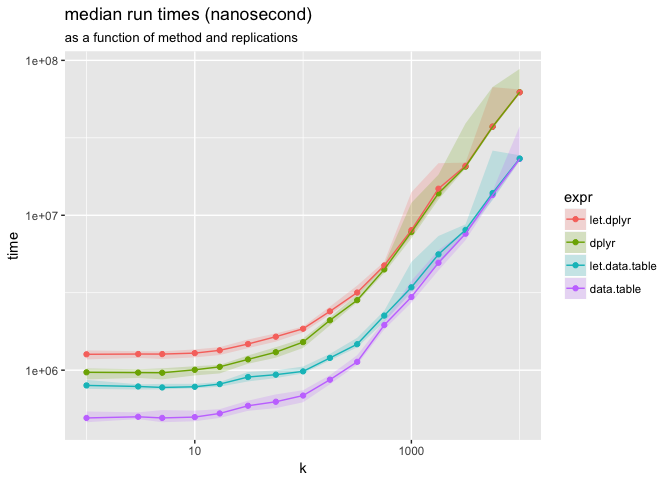 median run times (nanosecond)
as a function of method and replications
1e+08
1e+07
1e+06
time
10
1000
k
expr
let.dplyr
dplyr
let.data.table
data.table